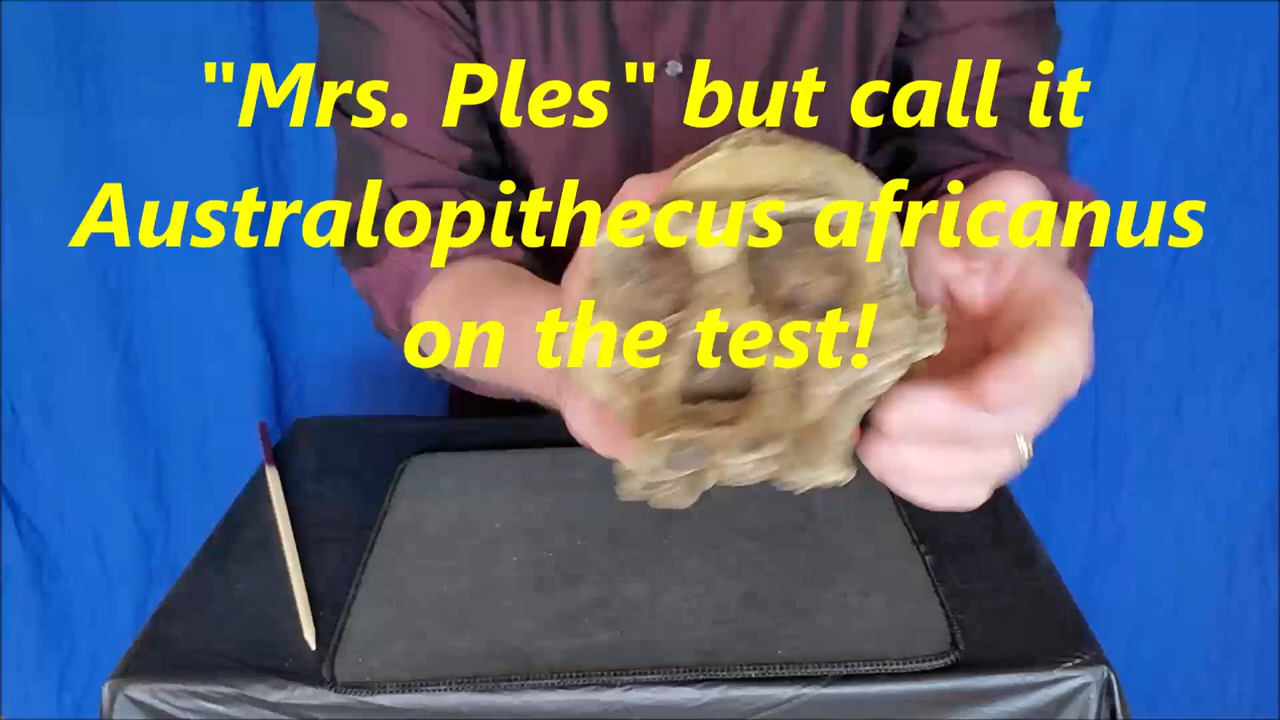 "Mrs. Ples" but call it
Australopithecus africanus
on the test!